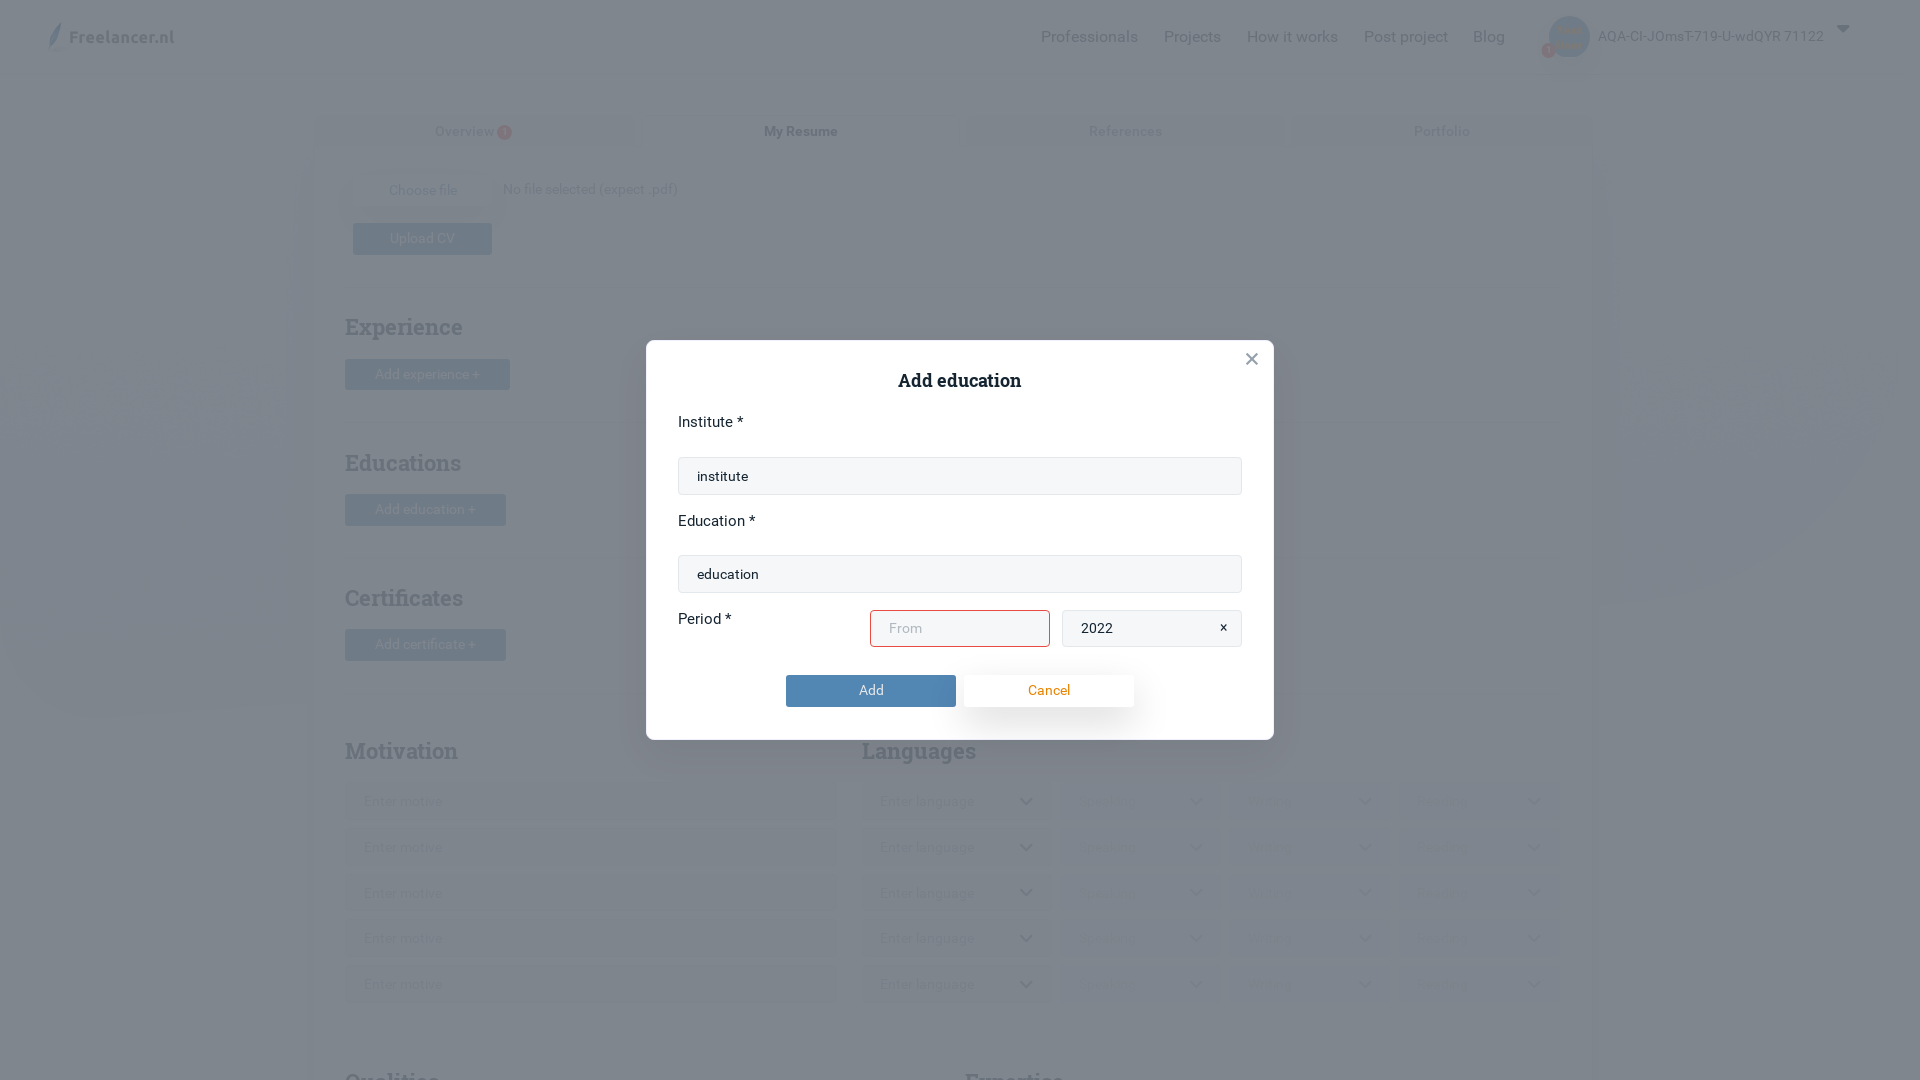 Freelancer.nl
Professionals Projects How it works Post project Blog AQA-CI-JOmsT-719-U-wdQYR 71122
Overview 1 My Resume References Portfolio
Choose file No file selected (expect .pdf)
Upload CV
Experience
Add experience +
Educations
Add education +
Certificates
Add certificate +
Add education
Institute *
institute
Education *
education
Period * From 2022 ×
Add Cancel
Motivation Languages
Enter motive Enter language
Enter motive Enter language
Enter motive Enter language
Enter motive Enter language
Enter motive Enter language